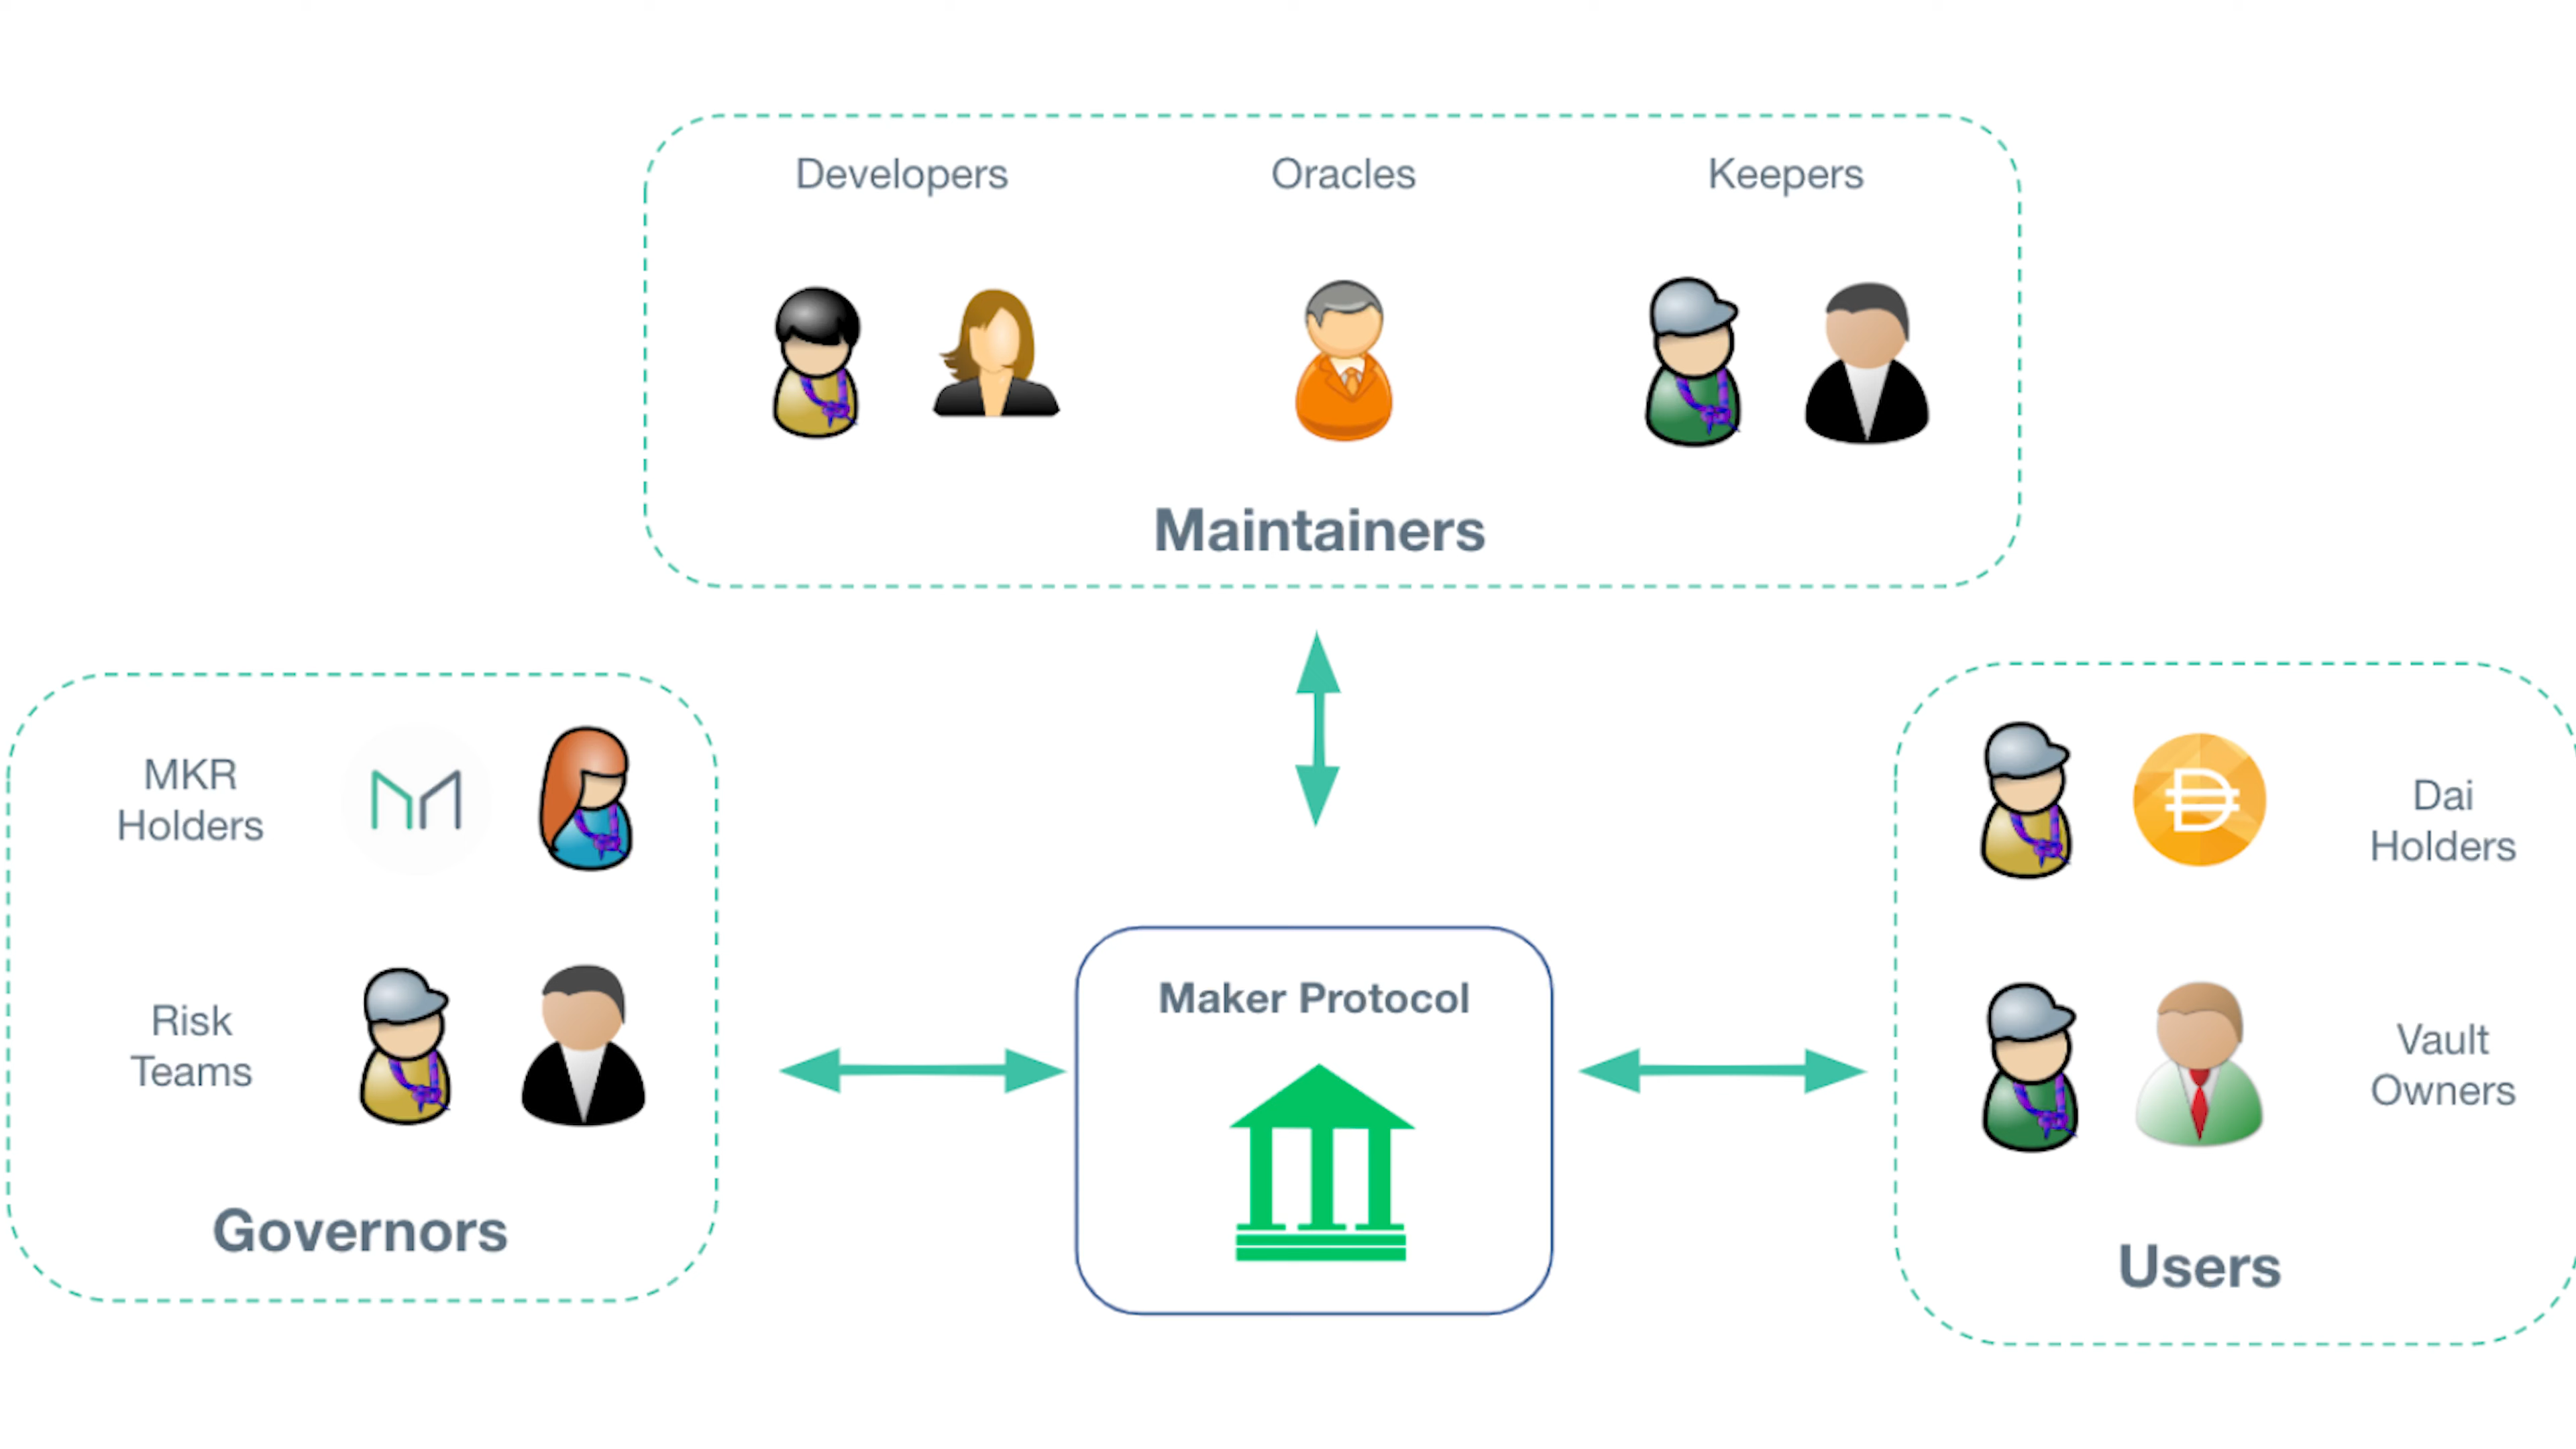 Developers
Oracles
Keepers
Maintainers
MKR
Holders
Risk
Teams
Governors
Maker Protocol
Dai
Holders
Vault
Owners
Users